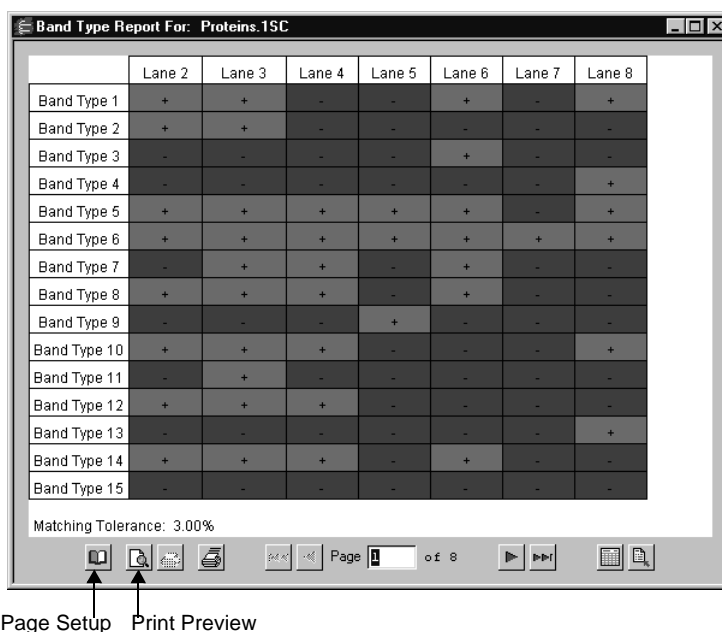 Band Type Report For: Proteins.1SC
Lane 2 Lane 3 Lane 4 Lane 5 Lane 6 Lane 7 Lane 8
Band Type 1 + + - - + - +
Band Type 2 + + - - - - -
Band Type 3 - - - - + - -
Band Type 4 - - - - - - +
Band Type 5 + + + + + - +
Band Type 6 + + + + + + +
Band Type 7 - + + - + - -
Band Type 8 + + + - + - -
Band Type 9 - - - + - - -
Band Type 10 + + + - - - +
Band Type 11 - + - - - - -
Band Type 12 + + + - - - -
Band Type 13 - - - - - - +
Band Type 14 + + + - + - -
Band Type 15 - - - - - - -
Matching Tolerance: 3.00%
Page 1 of 8
Page Setup Print Preview